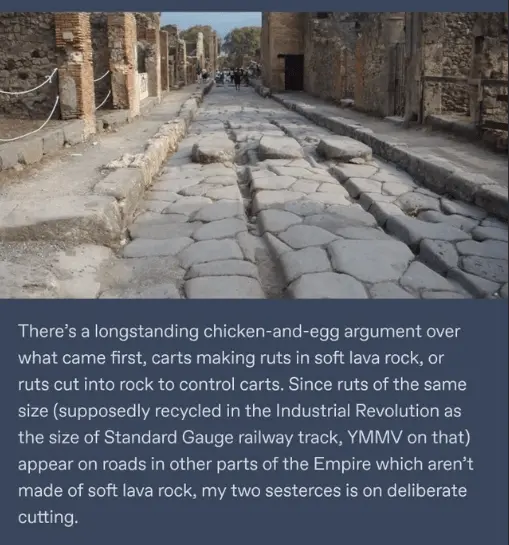 There's a longstanding chicken-and-egg argument over
what came first, carts making ruts in soft lava rock, or
ruts cut into rock to control carts. Since ruts of the same
size (supposedly recycled in the Industrial Revolution as
the size of Standard Gauge railway track, YMMV on that)
appear on roads in other parts of the Empire which aren't
made of soft lava rock, my two sesterces is on deliberate
cutting.